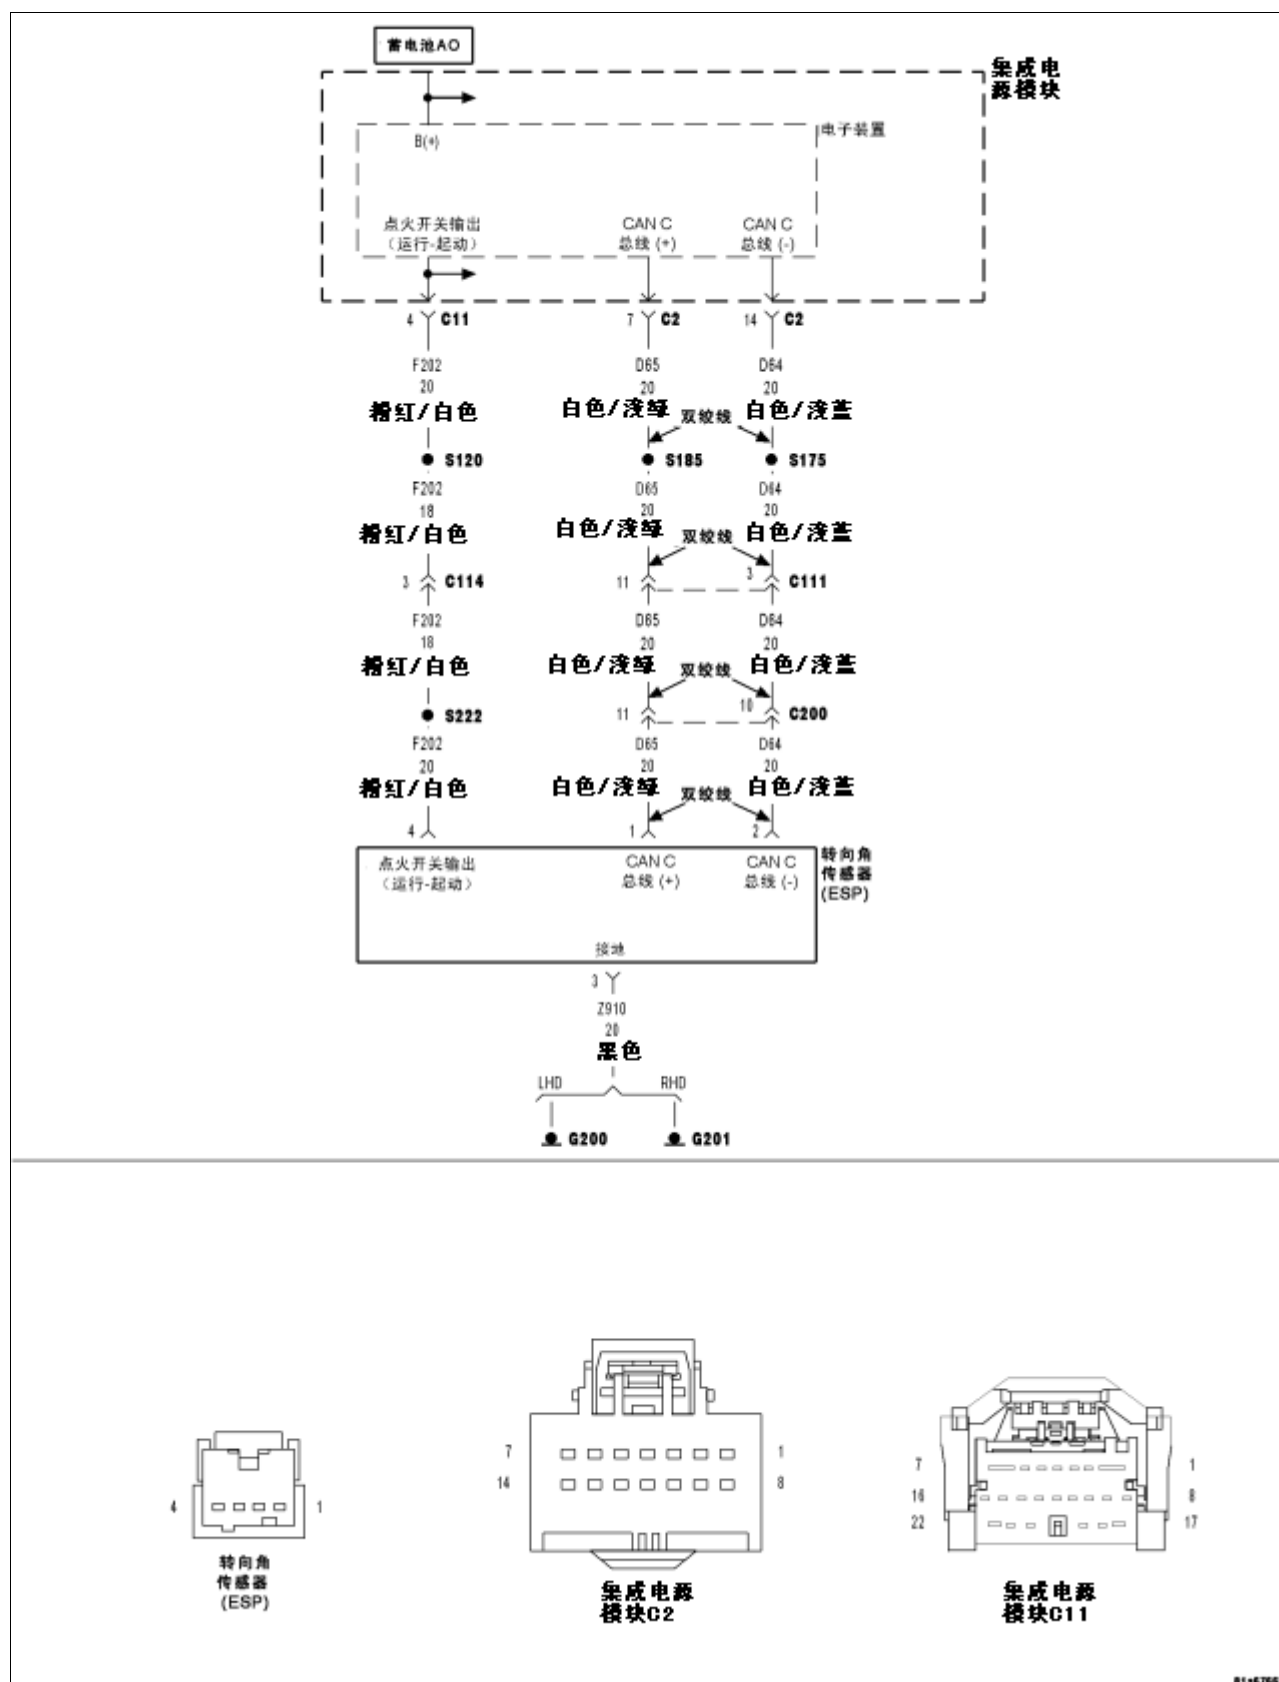 蓄电池A0
集成电
源模块
B(+)
电子装置
点火开关输出
（运行-起动）
CAN C
总线 (+)
CAN C
总线 (-)
4 C11
7 C2
14 C2
F202
20
粉红/白色
D65
20
白色/浅绿
双绞线
D64
20
白色/浅蓝
S120
S185
S175
F202
18
粉红/白色
D65
20
白色/浅绿
双绞线
D64
20
白色/浅蓝
3 C114
11
3 C111
F202
18
粉红/白色
D65
20
白色/浅绿
双绞线
D64
20
白色/浅蓝
S222
11
10 C200
F202
20
粉红/白色
D65
20
白色/浅绿
双绞线
D64
20
白色/浅蓝
4
1
2
点火开关输出
（运行-起动）
CAN C
总线 (+)
CAN C
总线 (-)
转向角
传感器
(ESP)
接地
3
Z910
20
黑色
LHD
RHD
G200
G201
4
1
转向角
传感器
(ESP)
7
1
14
8
集成电源
模块C2
7
1
16
8
22
17
集成电源
模块C11